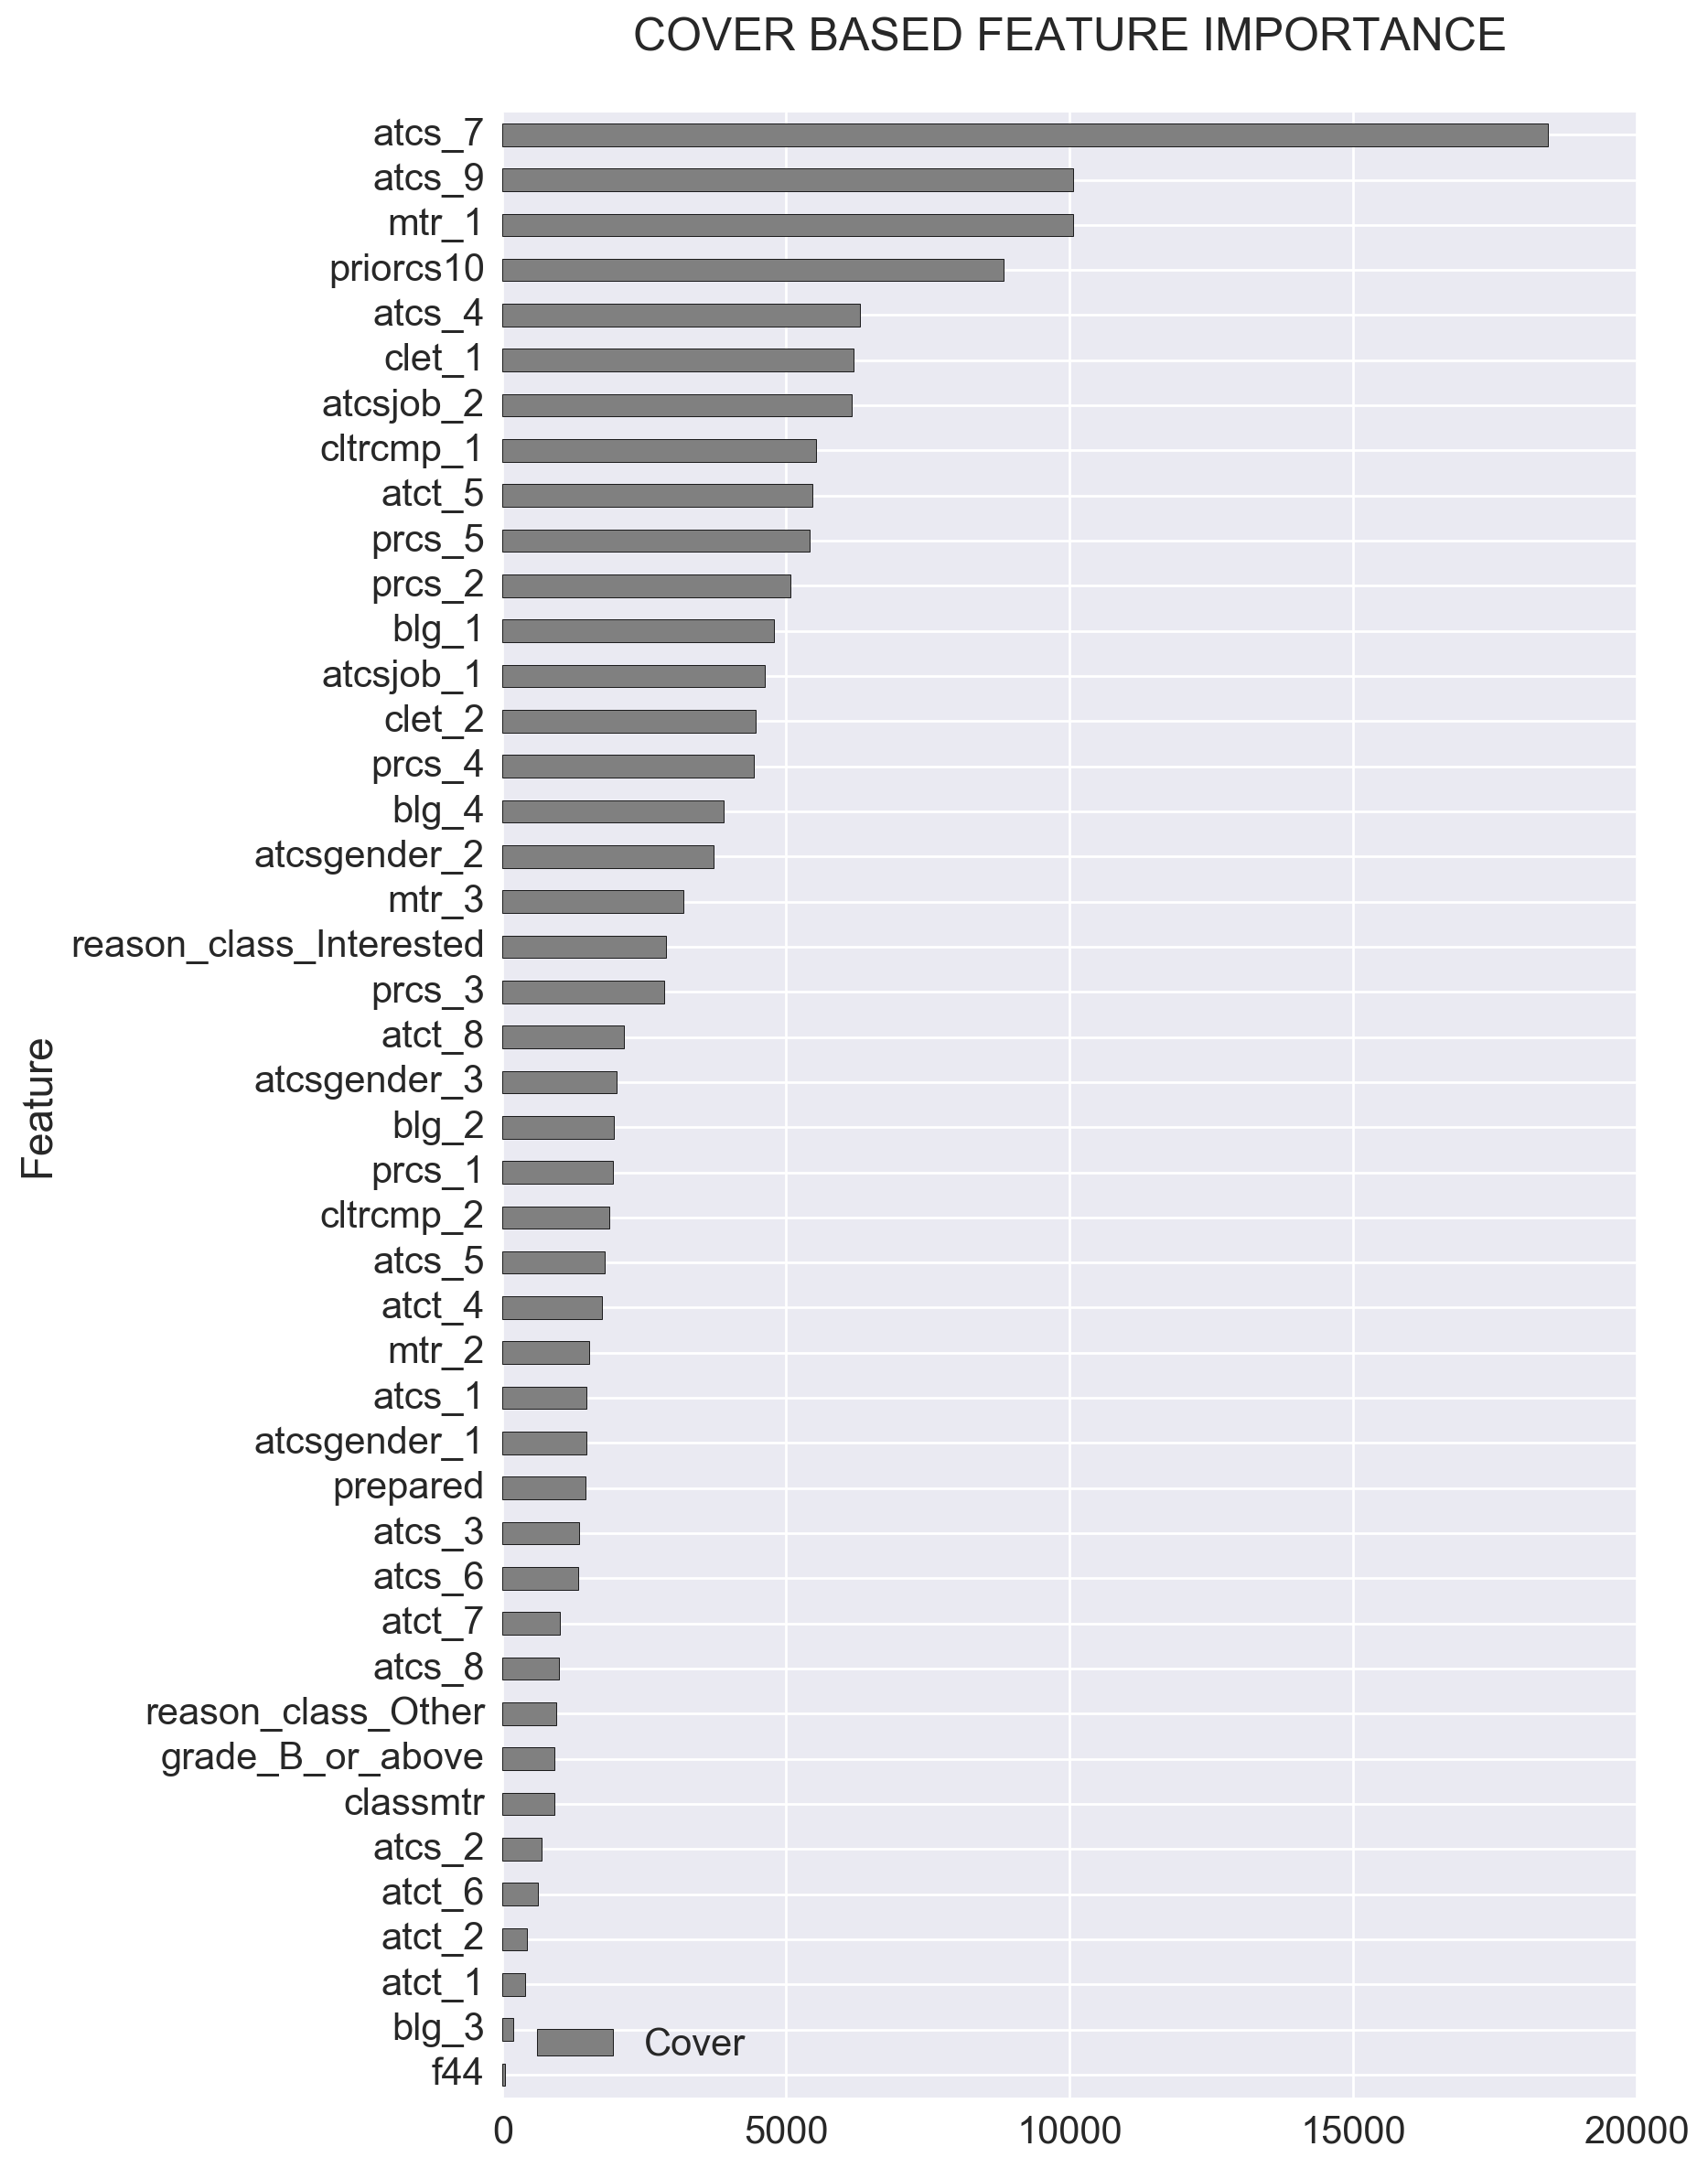 COVER BASED FEATURE IMPORTANCE
atcs_7
atcs_9
mtr_1
priorcs10
atcs_4
clet_1
atcsjob_2
cltrcmp_1
atct_5
prcs_5
prcs_2
blg_1
atcsjob_1
clet_2
prcs_4
blg_4
atcsgender_2
mtr_3
reason_class_Interested
prcs_3
atct_8
atcsgender_3
blg_2
prcs_1
cltrcmp_2
atcs_5
atct_4
mtr_2
atcs_1
atcsgender_1
prepared
atcs_3
atcs_6
atct_7
atcs_8
reason_class_Other
grade_B_or_above
classmtr
atcs_2
atct_6
atct_2
atct_1
blg_3
f44
Feature
Cover
0 5000 10000 15000 20000